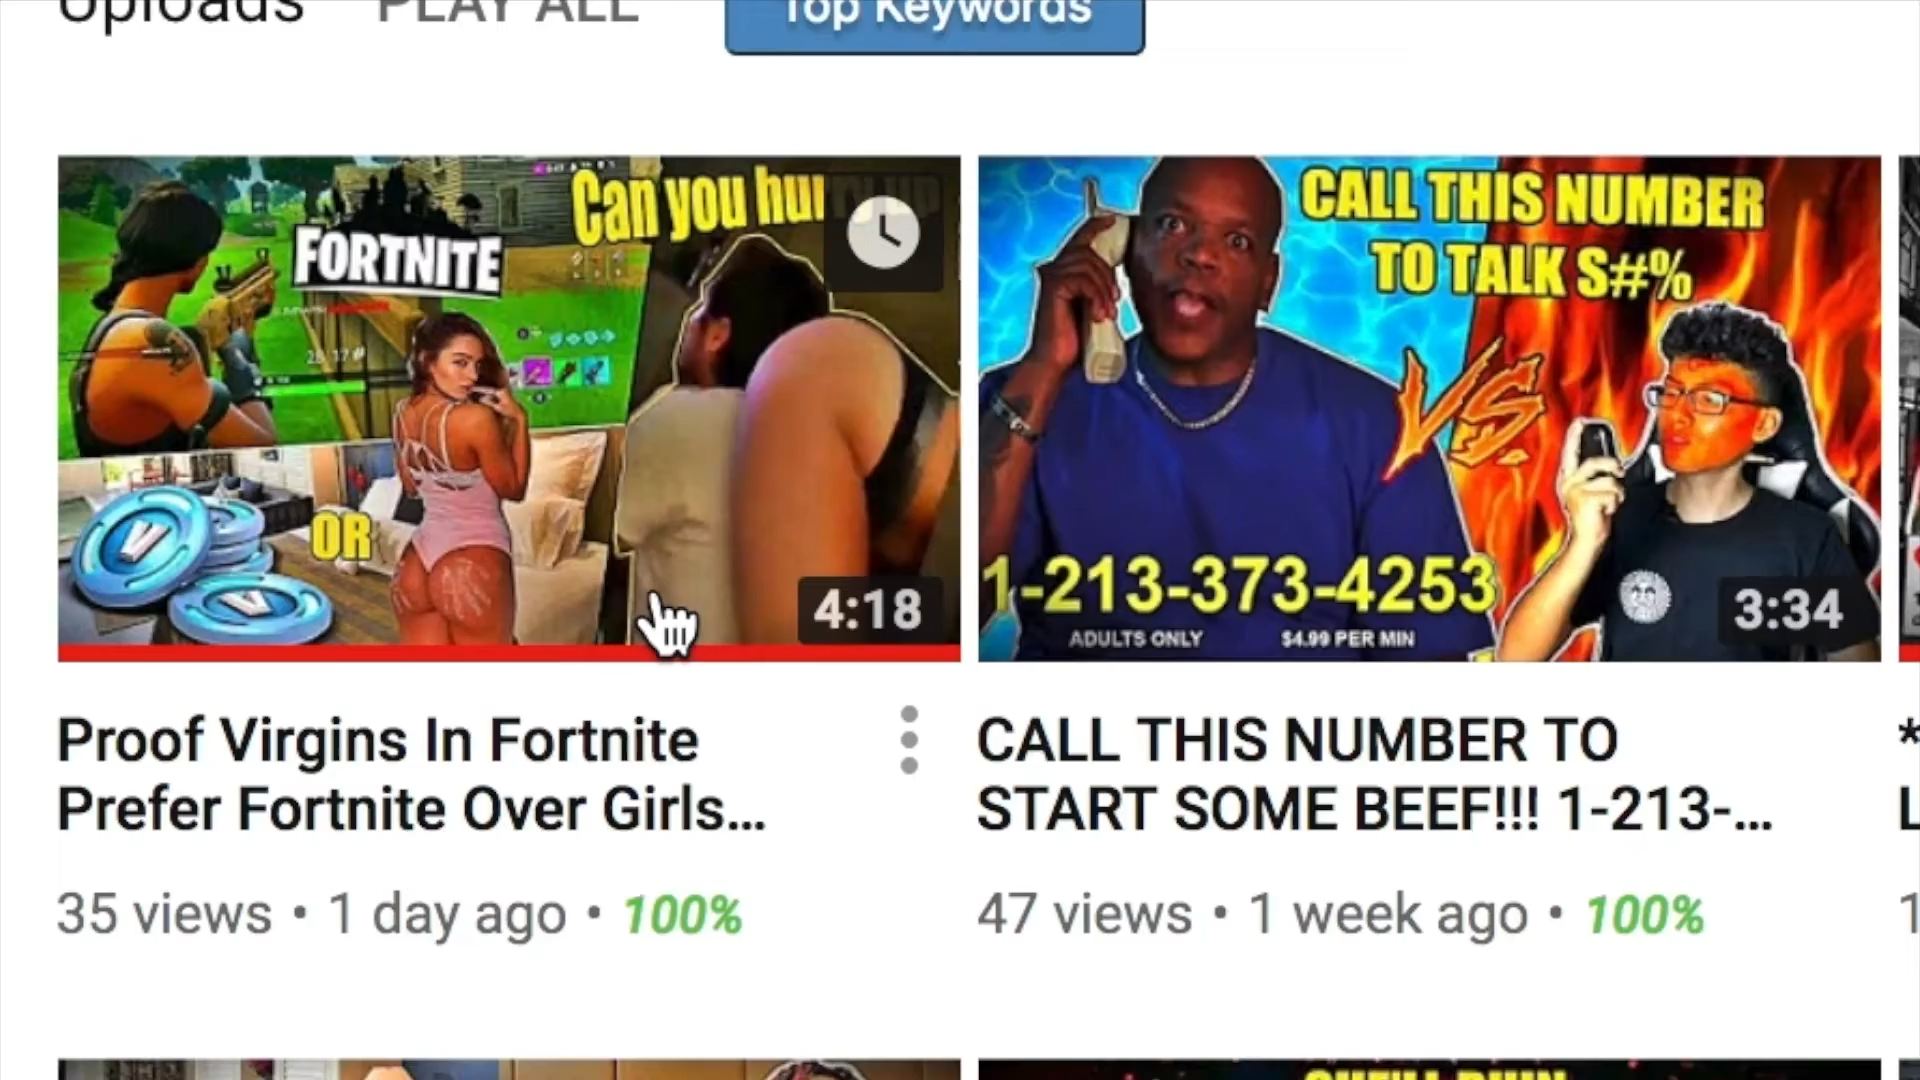 Uploads PLAY ALL Top Keywords
Can you hurry up
FORTNITE
OR
4:18
CALL THIS NUMBER
TO TALK S#%
VS.
1-213-373-4253
ADULTS ONLY $4.99 PER MIN
3:34
Proof Virgins In Fortnite
Prefer Fortnite Over Girls...
35 views • 1 day ago • 100%
CALL THIS NUMBER TO
START SOME BEEF!!! 1-213-...
47 views • 1 week ago • 100%